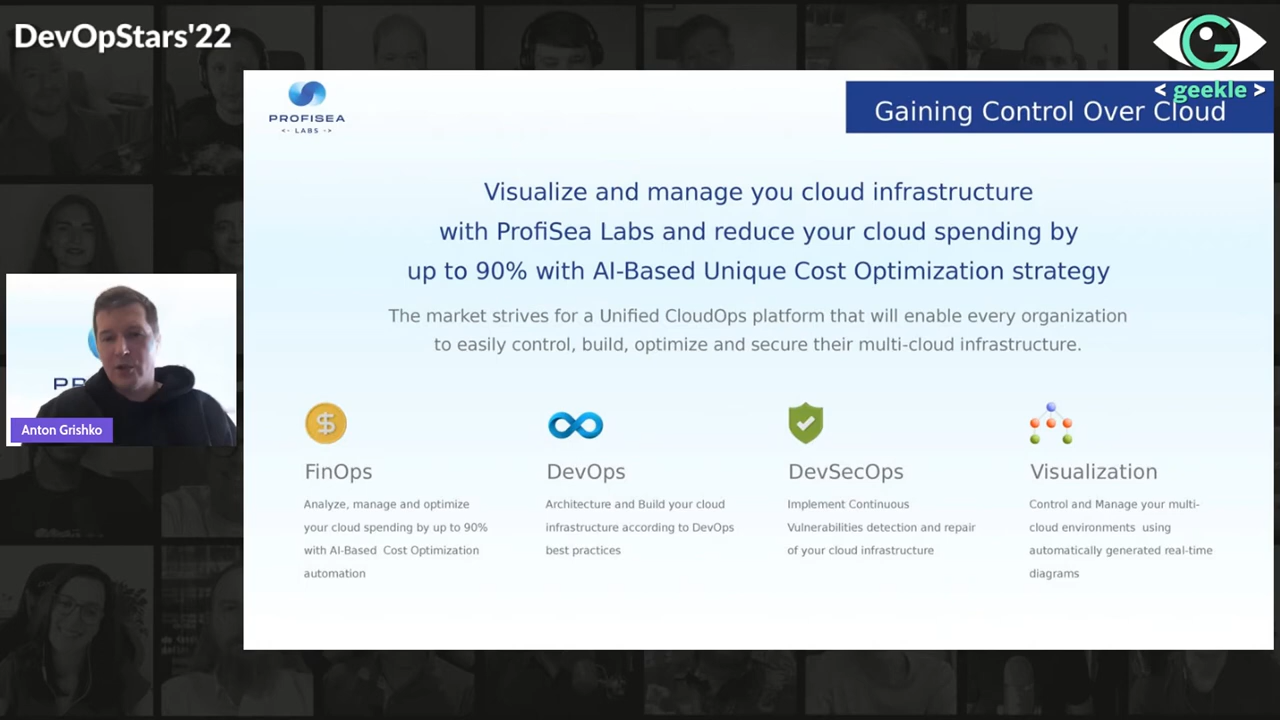 DevOpStars'22
< geekle >
PROFISEA
<- LABS ->
Gaining Control Over Cloud
Visualize and manage you cloud infrastructure
with ProfiSea Labs and reduce your cloud spending by
up to 90% with AI-Based Unique Cost Optimization strategy
The market strives for a Unified CloudOps platform that will enable every organization
to easily control, build, optimize and secure their multi-cloud infrastructure.
PR
Anton Grishko
$
FinOps
Analyze, manage and optimize
your cloud spending by up to 90%
with AI-Based Cost Optimization
automation
DevOps
Architecture and Build your cloud
infrastructure according to DevOps
best practices
DevSecOps
Implement Continuous
Vulnerabilities detection and repair
of your cloud infrastructure
Visualization
Control and Manage your multi-
cloud environments using
automatically generated real-time
diagrams